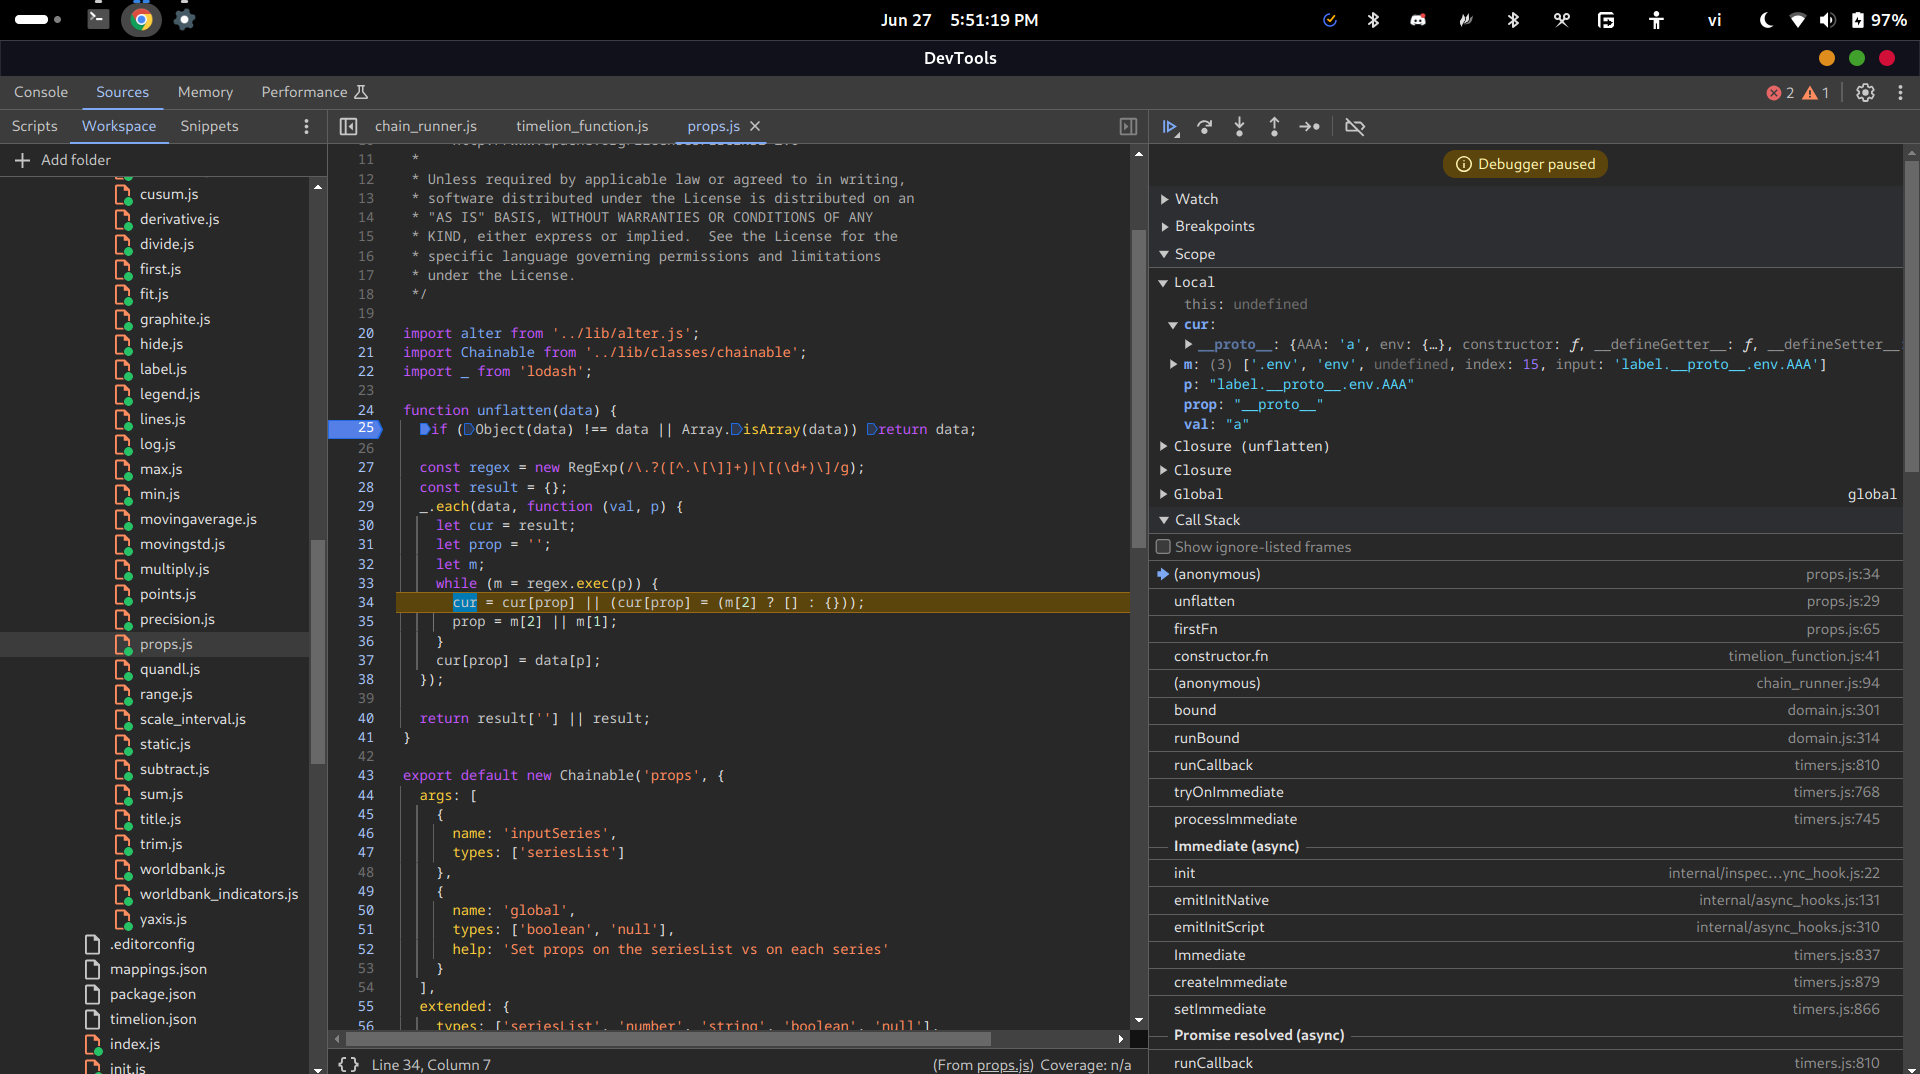 Jun 27 5:51:19 PM
vi
97%
DevTools
Console
Sources
Memory
Performance
2
1
Scripts
Workspace
Snippets
Add folder
cusum.js
derivative.js
divide.js
first.js
fit.js
graphite.js
hide.js
label.js
legend.js
lines.js
log.js
max.js
min.js
movingaverage.js
movingstd.js
multiply.js
points.js
precision.js
props.js
quandl.js
range.js
scale_interval.js
static.js
subtract.js
sum.js
title.js
trim.js
worldbank.js
worldbank_indicators.js
yaxis.js
.editorconfig
mappings.json
package.json
timelion.json
index.js
init.js
chain_runner.js
timelion_function.js
props.js
11 *
12 * Unless required by applicable law or agreed to in writing,
13 * software distributed under the License is distributed on an
14 * "AS IS" BASIS, WITHOUT WARRANTIES OR CONDITIONS OF ANY
15 * KIND, either express or implied.  See the License for the
16 * specific language governing permissions and limitations
17 * under the License.
18 */
19
20 import alter from '../lib/alter.js';
21 import Chainable from '../lib/classes/chainable';
22 import _ from 'lodash';
23
24 function unflatten(data) {
25 if (Object(data) !== data || Array.isArray(data)) return data;
26
27 const regex = new RegExp(/\.?([^.\[\]]+)|\[(\d+)\]/g);
28 const result = {};
29 _.each(data, function (val, p) {
30 let cur = result;
31 let prop = '';
32 let m;
33 while (m = regex.exec(p)) {
34 cur = cur[prop] || (cur[prop] = (m[2] ? [] : {}));
35 prop = m[2] || m[1];
36 }
37 cur[prop] = data[p];
38 });
39
40 return result[''] || result;
41 }
42
43 export default new Chainable('props', {
44 args: [
45 {
46 name: 'inputSeries',
47 types: ['seriesList']
48 },
49 {
50 name: 'global',
51 types: ['boolean', 'null'],
52 help: 'Set props on the seriesList vs on each series'
53 }
54 ],
55 extended: {
56 types: ['seriesList', 'number', 'string', 'boolean', 'null'],
{} Line 34, Column 7
(From props.js) Coverage: n/a
Debugger paused
Watch
Breakpoints
Scope
Local
this: undefined
cur:
__proto__: {AAA: 'a', env: {…}, constructor: ƒ, __defineGetter__: ƒ, __defineSetter__
m: (3) ['.env', 'env', undefined, index: 15, input: 'label.__proto__.env.AAA']
p: "label.__proto__.env.AAA"
prop: "__proto__"
val: "a"
Closure (unflatten)
Closure
Global global
Call Stack
Show ignore-listed frames
(anonymous) props.js:34
unflatten props.js:29
firstFn props.js:65
constructor.fn timelion_function.js:41
(anonymous) chain_runner.js:94
bound domain.js:301
runBound domain.js:314
runCallback timers.js:810
tryOnImmediate timers.js:768
processImmediate timers.js:745
Immediate (async)
init internal/inspec…ync_hook.js:22
emitInitNative internal/async_hooks.js:131
emitInitScript internal/async_hooks.js:310
Immediate timers.js:837
createImmediate timers.js:879
setImmediate timers.js:866
Promise resolved (async)
runCallback timers.js:810